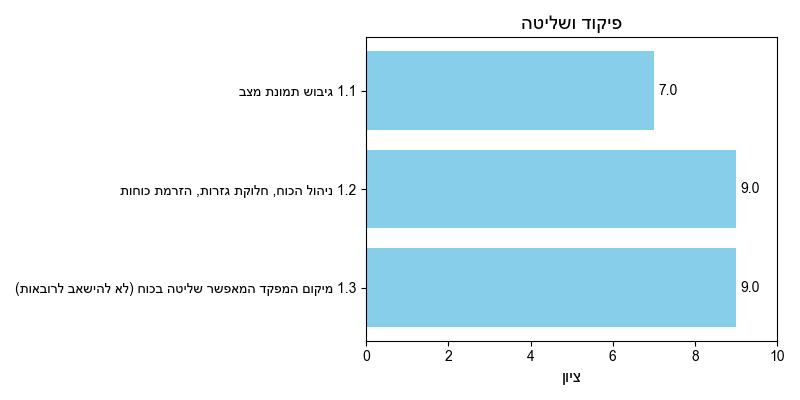 פיקוד ושליטה
1.1 גיבוש תמונת מצב
7.0
1.2 ניהול הכוח, חלוקת גזרות, הזרמת כוחות
9.0
1.3 מיקום המפקד המאפשר שליטה בכוח (לא להישאב לרובאות)
9.0
0 2 4 6 8 10
ציון